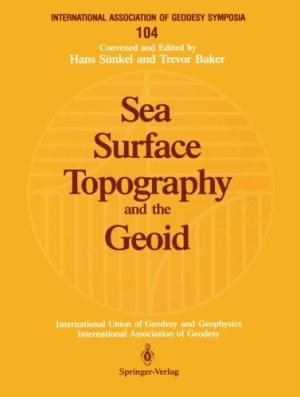 INTERNATIONAL ASSOCIATION OF GEODESY SYMPOSIA
104
Convened and Edited by
Hans Sünkel and Trevor Baker
Sea
Surface
Topography
and the
Geoid
International Union of Geodesy and Geophysics
International Association of Geodesy
Springer-Verlag